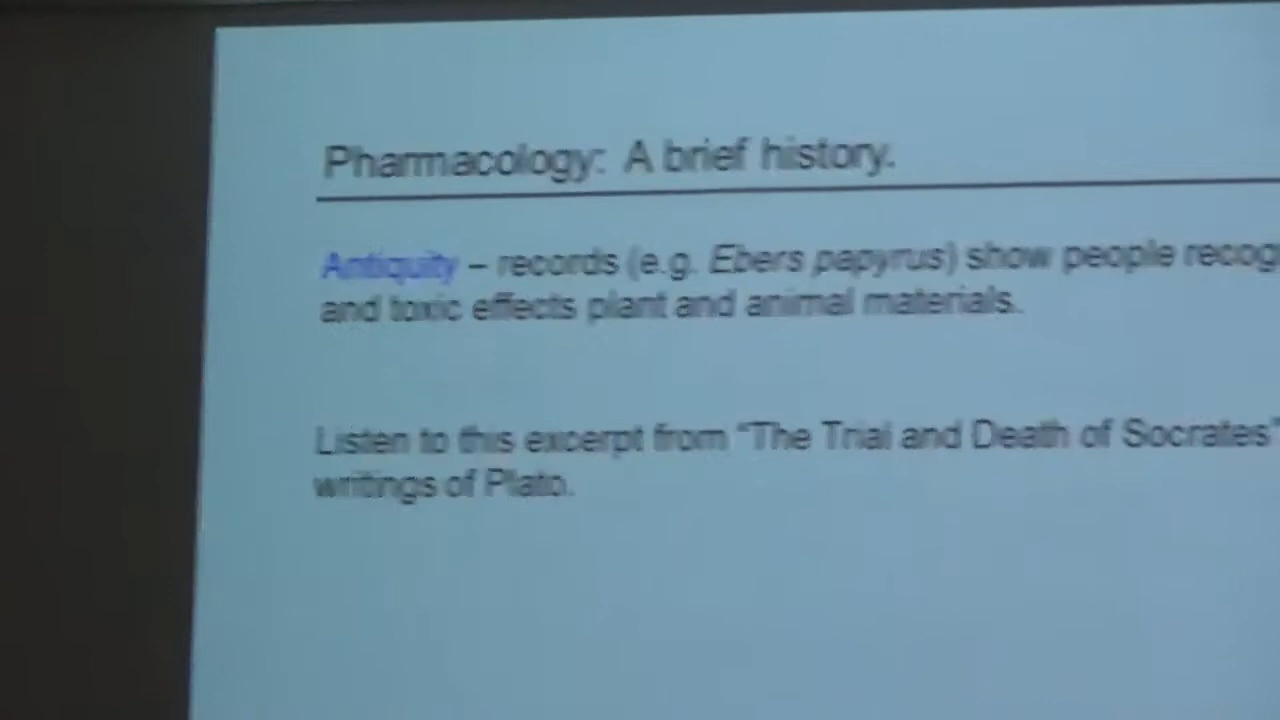 Pharmacology: A brief history.
Antiquity – records (e.g. Ebers papyrus) show people recog
and toxic effects plant and animal materials.
Listen to this excerpt from “The Trial and Death of Socrates”
writings of Plato.